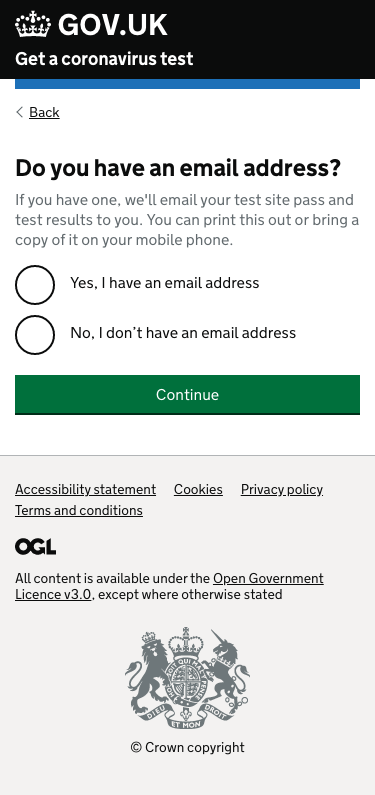 GOV.UK
Get a coronavirus test
Back
Do you have an email address?
If you have one, we'll email your test site pass and
test results to you. You can print this out or bring a
copy of it on your mobile phone.
Yes, I have an email address
No, I don’t have an email address
Continue
Accessibility statement Cookies Privacy policy
Terms and conditions
OGL
All content is available under the Open Government
Licence v3.0, except where otherwise stated
DIEU ET MON DROIT
© Crown copyright